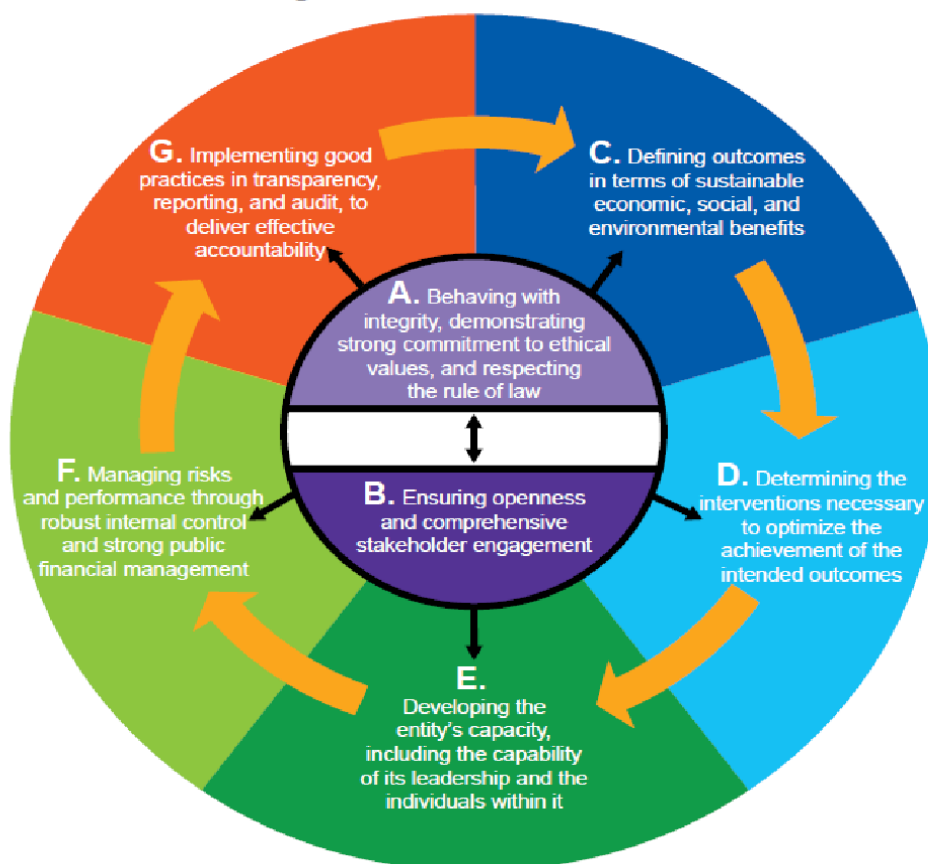 G. Implementing good
practices in transparency,
reporting, and audit, to
deliver effective
accountability
C. Defining outcomes
in terms of sustainable
economic, social, and
environmental benefits
A. Behaving with
integrity, demonstrating
strong commitment to ethical
values, and respecting
the rule of law
B. Ensuring openness
and comprehensive
stakeholder engagement
F. Managing risks
and performance through
robust internal control
and strong public
financial management
D. Determining the
interventions necessary
to optimize the
achievement of the
intended outcomes
E.
Developing the
entity's capacity,
including the capability
of its leadership and the
individuals within it